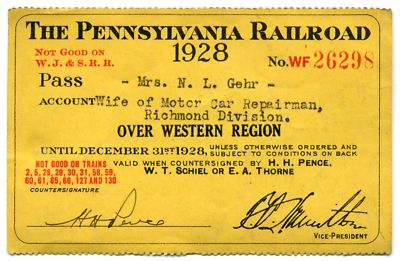 THE PENNSYLVANIA RAILROAD
NOT GOOD ON
W. J. & S. R. R.
1928
No. WF 26298
PASS - Mrs. N. L. Gehr -
ACCOUNT Wife of Motor Car Repairman,
Richmond Division.
OVER WESTERN REGION
UNTIL DECEMBER 31ST 1928, UNLESS OTHERWISE ORDERED AND SUBJECT TO CONDITIONS ON BACK
NOT GOOD ON TRAINS
2, 5, 28, 29, 30, 31, 58, 59,
60, 61, 65, 66, 127 AND 130
VALID WHEN COUNTERSIGNED BY H. H. PENCE,
W. T. SCHIEL OR E. A. THORNE
COUNTERSIGNATURE
H H Pence
VICE-PRESIDENT